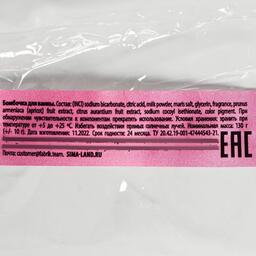 Бомбочка для ванны. Состав: (INCI) sodium bicarbonate, citric acid, milk powder, maris salt, glycerin, fragrance, prunus
armeniaca (apricot) fruit extract, citrus aurantium fruit extract, sodium cocoyl isethionate, color pigment. При
обнаружении чувствительности к компонентам прекратить использование. Условия хранения: хранить при
температуре от +5 до +25 °C. Избегать воздействия прямых солнечных лучей. Номинальная масса: 130 г
(+/- 10 г). Дата изготовления: 11.2022. Срок годности: 24 месяца. ТУ 20.42.19-001-47444543-21.
Почта: customer@fabrik.team. SIMA-LAND.RU
EAC